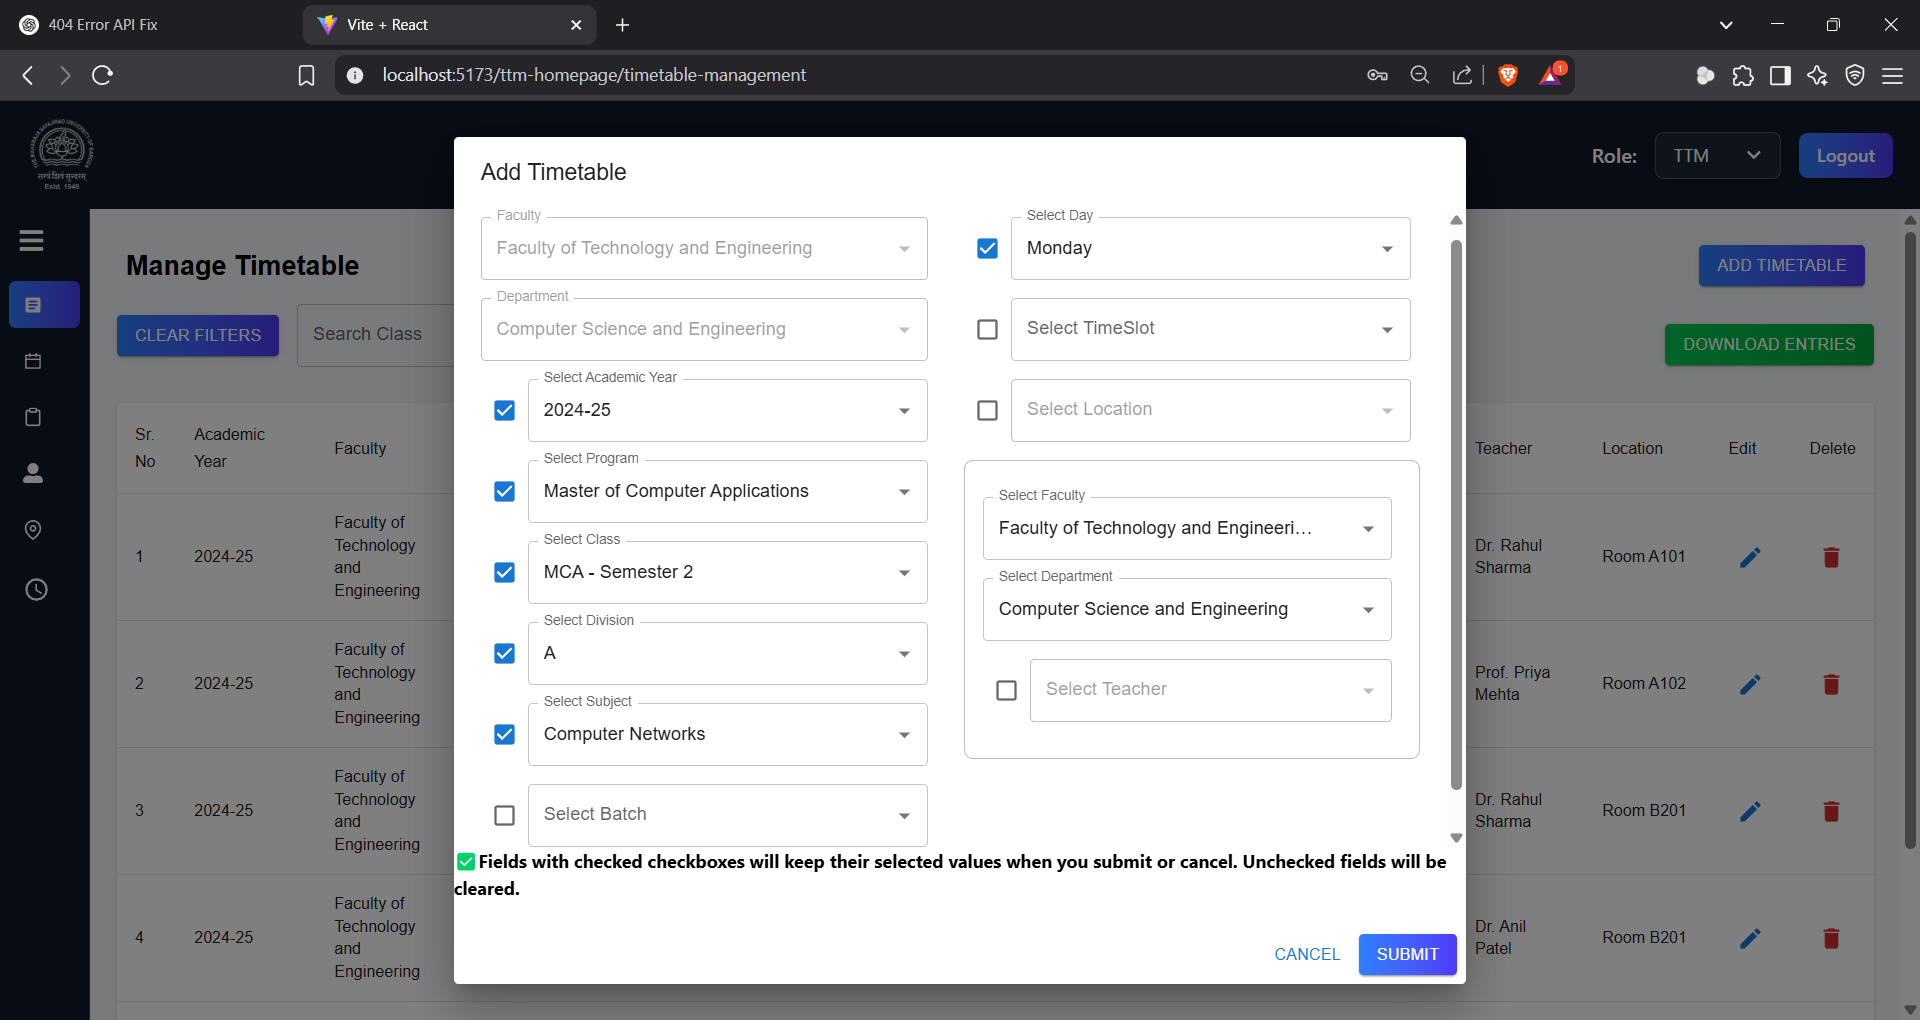 404 Error API Fix
Vite + React
localhost:5173/ttm-homepage/timetable-management
1
Estd. 1949
Role:
TTM
Logout
Manage Timetable
ADD TIMETABLE
CLEAR FILTERS
Search Class
DOWNLOAD ENTRIES
Sr. No
Academic Year
Faculty
Teacher
Location
Edit
Delete
1
2024-25
Faculty of
Technology
and
Engineering
Dr. Rahul
Sharma
Room A101
2
2024-25
Faculty of
Technology
and
Engineering
Prof. Priya
Mehta
Room A102
3
2024-25
Faculty of
Technology
and
Engineering
Dr. Rahul
Sharma
Room B201
4
2024-25
Faculty of
Technology
and
Engineering
Dr. Anil
Patel
Room B201
Add Timetable
Faculty
Faculty of Technology and Engineering
Department
Computer Science and Engineering
Select Academic Year
2024-25
Select Program
Master of Computer Applications
Select Class
MCA - Semester 2
Select Division
A
Select Subject
Computer Networks
Select Batch
Select Day
Monday
Select TimeSlot
Select Location
Select Faculty
Faculty of Technology and Engineeri...
Select Department
Computer Science and Engineering
Select Teacher
✅Fields with checked checkboxes will keep their selected values when you submit or cancel. Unchecked fields will be
cleared.
CANCEL
SUBMIT